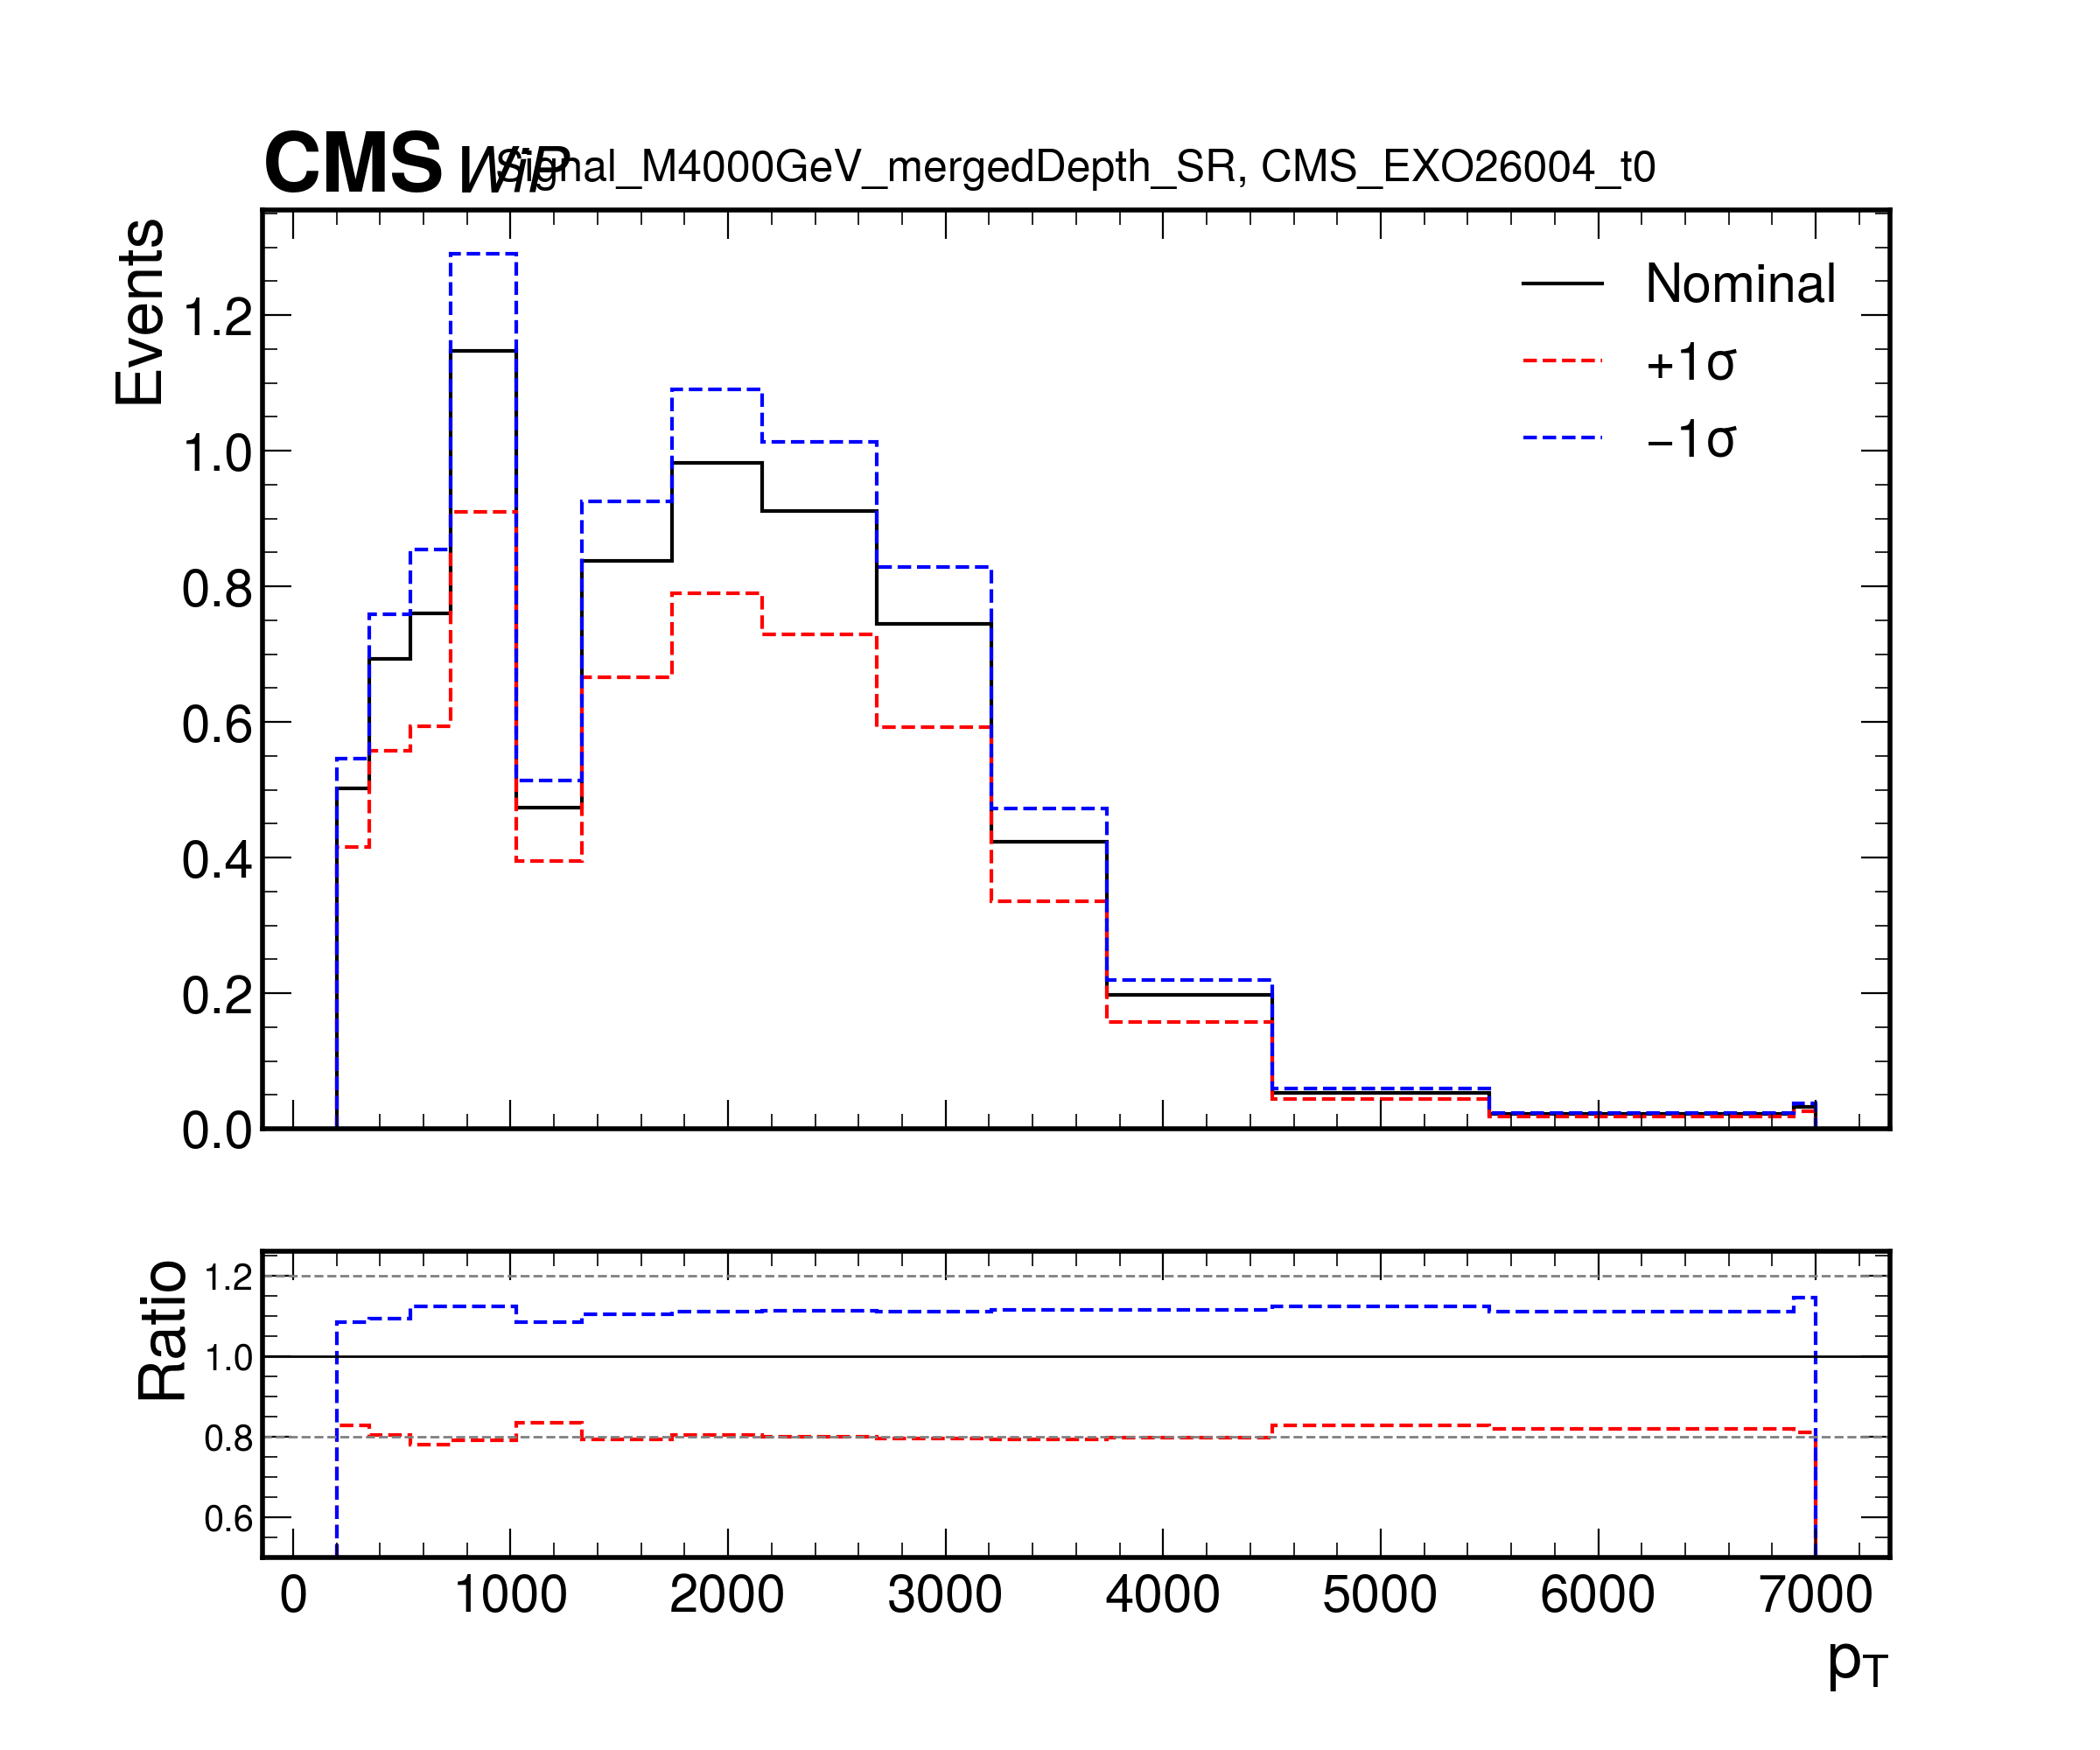 CMS WiP Signal_M4000GeV_mergedDepth_SR, CMS_EXO26004_t0
Events
1.2
1.0
0.8
0.6
0.4
0.2
0.0
Nominal
+1σ
−1σ
Ratio
1.2
1.0
0.8
0.6
0 1000 2000 3000 4000 5000 6000 7000
pT